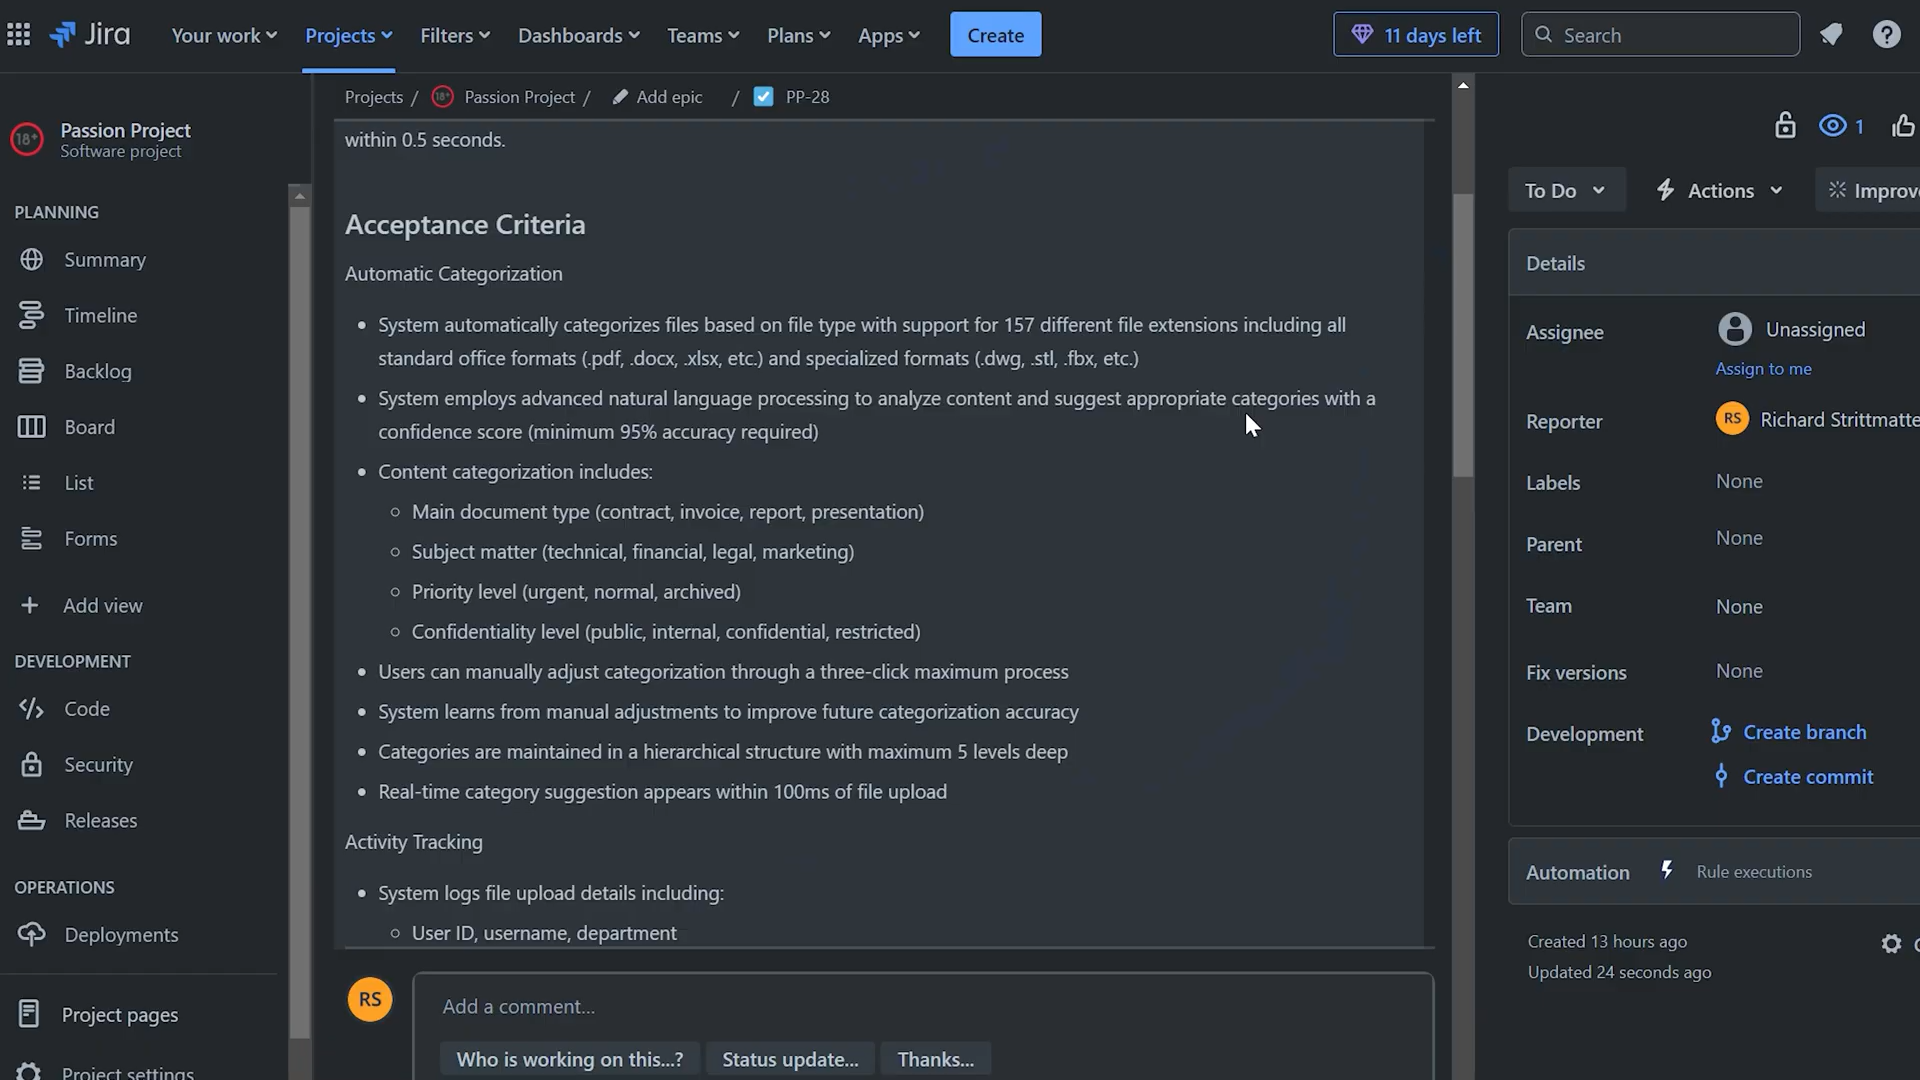 Jira
Your work
Projects
Filters
Dashboards
Teams
Plans
Apps
Create
11 days left
Search
18+
Passion Project
Software project
PLANNING
Summary
Timeline
Backlog
Board
List
Forms
Add view
DEVELOPMENT
Code
Security
Releases
OPERATIONS
Deployments
Project pages
Project settings
Projects / 18+ Passion Project / Add epic / PP-28
within 0.5 seconds.
Acceptance Criteria
Automatic Categorization
• System automatically categorizes files based on file type with support for 157 different file extensions including all
standard office formats (.pdf, .docx, .xlsx, etc.) and specialized formats (.dwg, .stl, .fbx, etc.)
• System employs advanced natural language processing to analyze content and suggest appropriate categories with a
confidence score (minimum 95% accuracy required)
• Content categorization includes:
○ Main document type (contract, invoice, report, presentation)
○ Subject matter (technical, financial, legal, marketing)
○ Priority level (urgent, normal, archived)
○ Confidentiality level (public, internal, confidential, restricted)
• Users can manually adjust categorization through a three-click maximum process
• System learns from manual adjustments to improve future categorization accuracy
• Categories are maintained in a hierarchical structure with maximum 5 levels deep
• Real-time category suggestion appears within 100ms of file upload
Activity Tracking
• System logs file upload details including:
○ User ID, username, department
RS
Add a comment...
Who is working on this...?
Status update...
Thanks...
1
To Do
Actions
Improv
Details
Assignee
Unassigned
Assign to me
Reporter
RS Richard Strittmatte
Labels
None
Parent
None
Team
None
Fix versions
None
Development
Create branch
Create commit
Automation
Rule executions
Created 13 hours ago
Updated 24 seconds ago